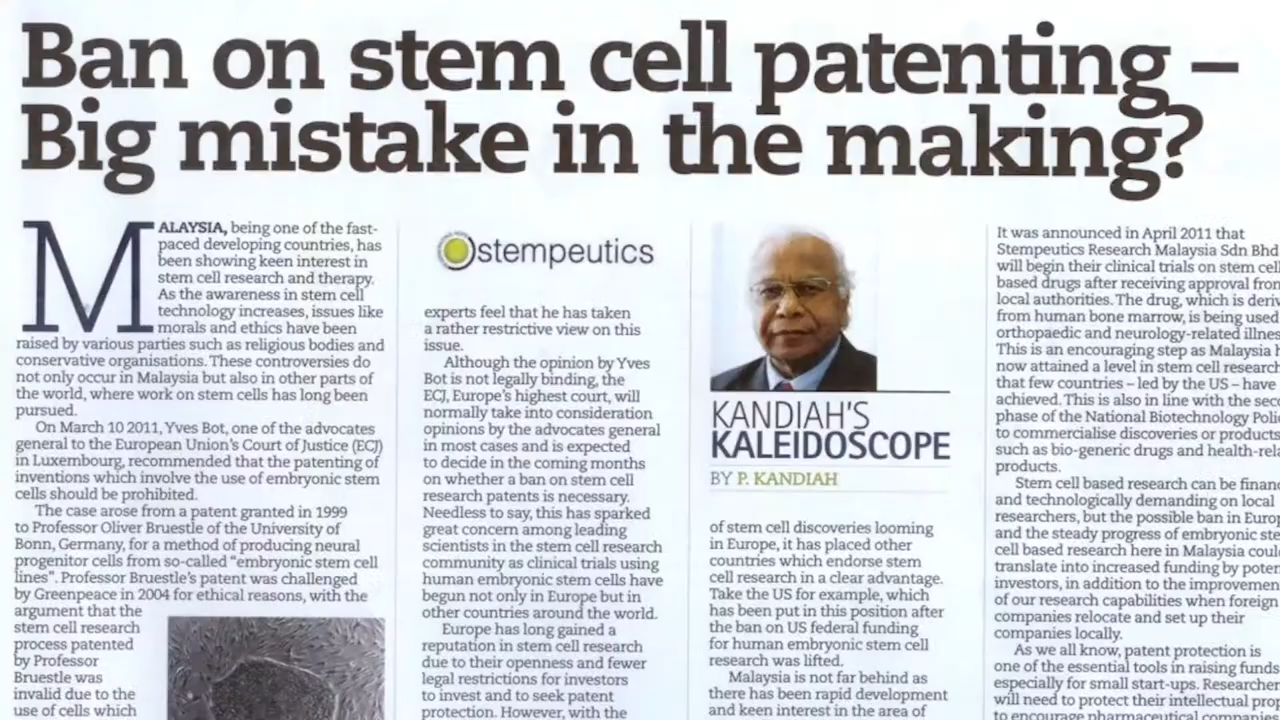 Ban on stem cell patenting –
Big mistake in the making?
MALAYSIA, being one of the fast-
paced developing countries, has
been showing keen interest in
stem cell research and therapy.
As the awareness in stem cell
technology increases, issues like
morals and ethics have been
raised by various parties such as religious bodies and
conservative organisations. These controversies do
not only occur in Malaysia but also in other parts of
the world, where work on stem cells has long been
pursued.
On March 10 2011, Yves Bot, one of the advocates
general to the European Union's Court of Justice (ECJ)
in Luxembourg, recommended that the patenting of
inventions which involve the use of embryonic stem
cells should be prohibited.
The case arose from a patent granted in 1999
to Professor Oliver Bruestle of the University of
Bonn, Germany, for a method of producing neural
progenitor cells from so-called "embryonic stem cell
lines". Professor Bruestle's patent was challenged
by Greenpeace in 2004 for ethical reasons, with the
argument that the
stem cell research
process patented
by Professor
Bruestle was
invalid due to the
use of cells which
stempeutics
experts feel that he has taken
a rather restrictive view on this
issue.
Although the opinion by Yves
Bot is not legally binding, the
ECJ, Europe's highest court, will
normally take into consideration
opinions by the advocates general
in most cases and is expected
to decide in the coming months
on whether a ban on stem cell
research patents is necessary.
Needless to say, this has sparked
great concern among leading
scientists in the stem cell research
community as clinical trials using
human embryonic stem cells have
begun not only in Europe but in
other countries around the world.
Europe has long gained a
reputation in stem cell research
due to their openness and fewer
legal restrictions for investors
to invest and to seek patent
protection. However, with the
KANDIAH'S
KALEIDOSCOPE
BY P. KANDIAH
of stem cell discoveries looming
in Europe, it has placed other
countries which endorse stem
cell research in a clear advantage.
Take the US for example, which
has been put in this position after
the ban on US federal funding
for human embryonic stem cell
research was lifted.
Malaysia is not far behind as
there has been rapid development
and keen interest in the area of
It was announced in April 2011 that
Stempeutics Research Malaysia Sdn Bhd
will begin their clinical trials on stem cell
based drugs after receiving approval from
local authorities. The drug, which is deriv
from human bone marrow, is being used
orthopaedic and neurology-related illnes
This is an encouraging step as Malaysia h
now attained a level in stem cell research
that few countries – led by the US – have
achieved. This is also in line with the seco
phase of the National Biotechnology Poli
to commercialise discoveries or products
such as bio-generic drugs and health-rela
products.
Stem cell based research can be financ
and technologically demanding on local
researchers, but the possible ban in Europ
and the steady progress of embryonic ste
cell based research here in Malaysia coul
translate into increased funding by poten
investors, in addition to the improvemen
of our research capabilities when foreign
companies relocate and set up their
companies locally.
As we all know, patent protection is
one of the essential tools in raising funds
especially for small start-ups. Researcher
will need to protect their intellectual prop
to encourage pharmaceutical companies